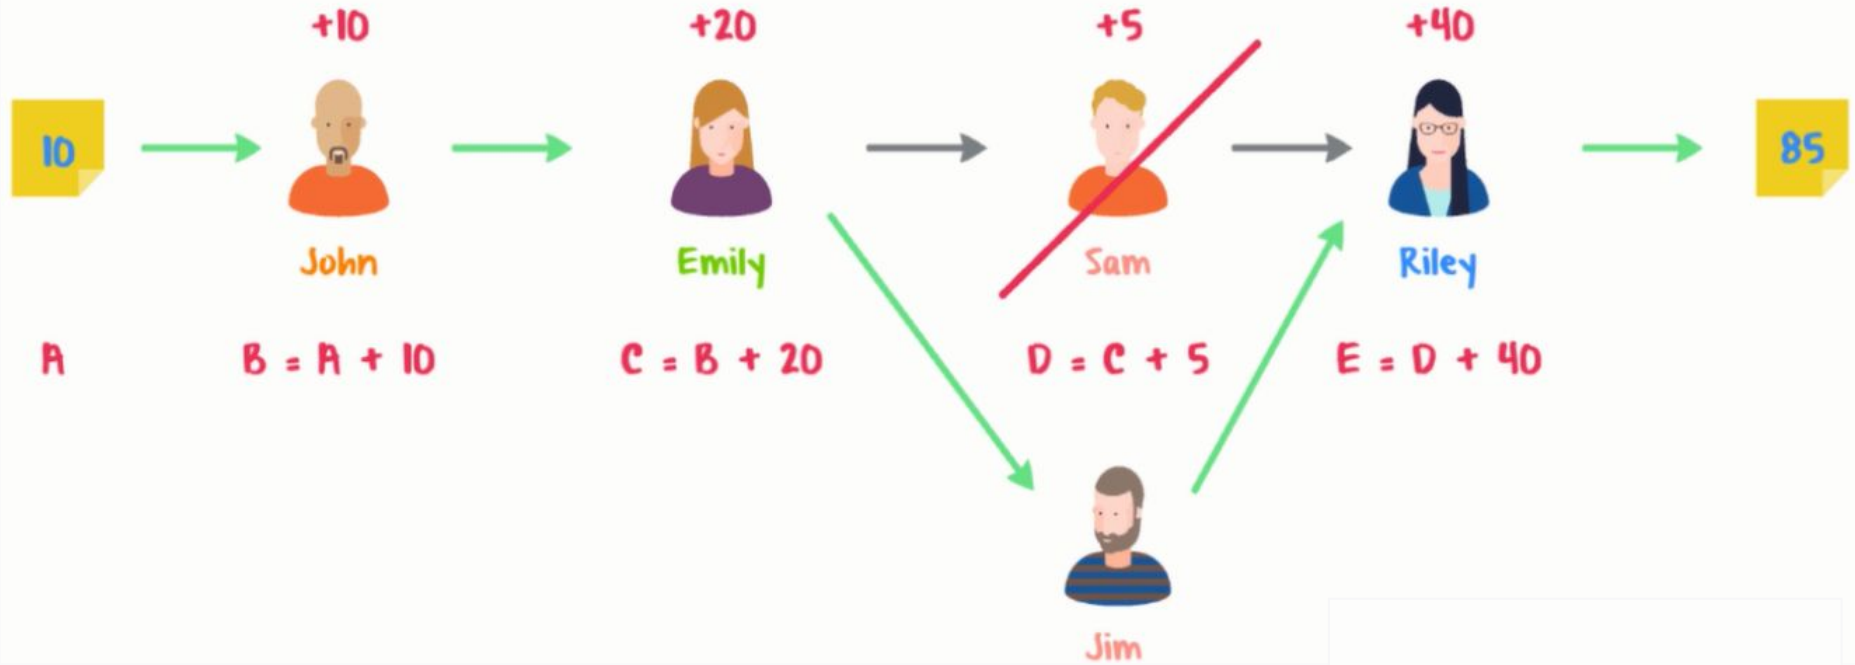 +10
+20
+5
+40
10
85
John
Emily
Sam
Riley
A
B = A + 10
C = B + 20
D = C + 5
E = D + 40
Jim